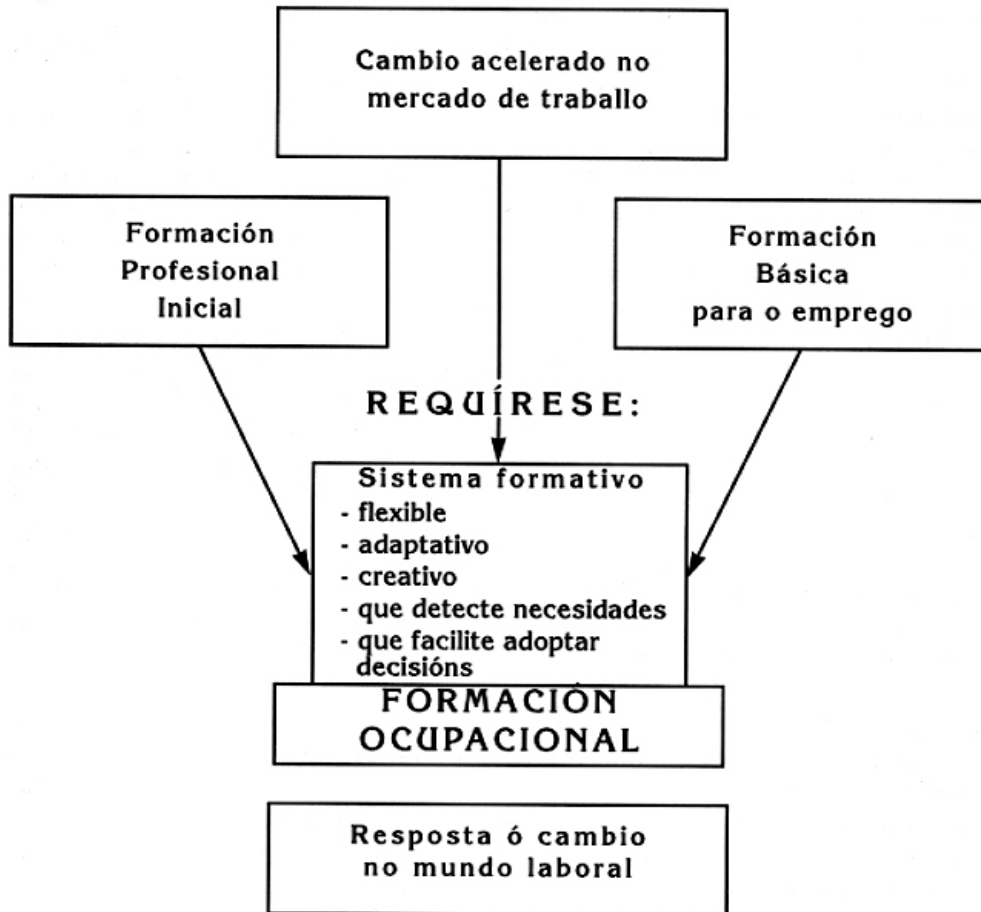 Cambio acelerado no
mercado de traballo
Formación
Profesional
Inicial
Formación
Básica
para o emprego
REQUÍRESE:
Sistema formativo
- flexible
- adaptativo
- creativo
- que detecte necesidades
- que facilite adoptar
decisións
FORMACIÓN
OCUPACIONAL
Resposta ó cambio
no mundo laboral